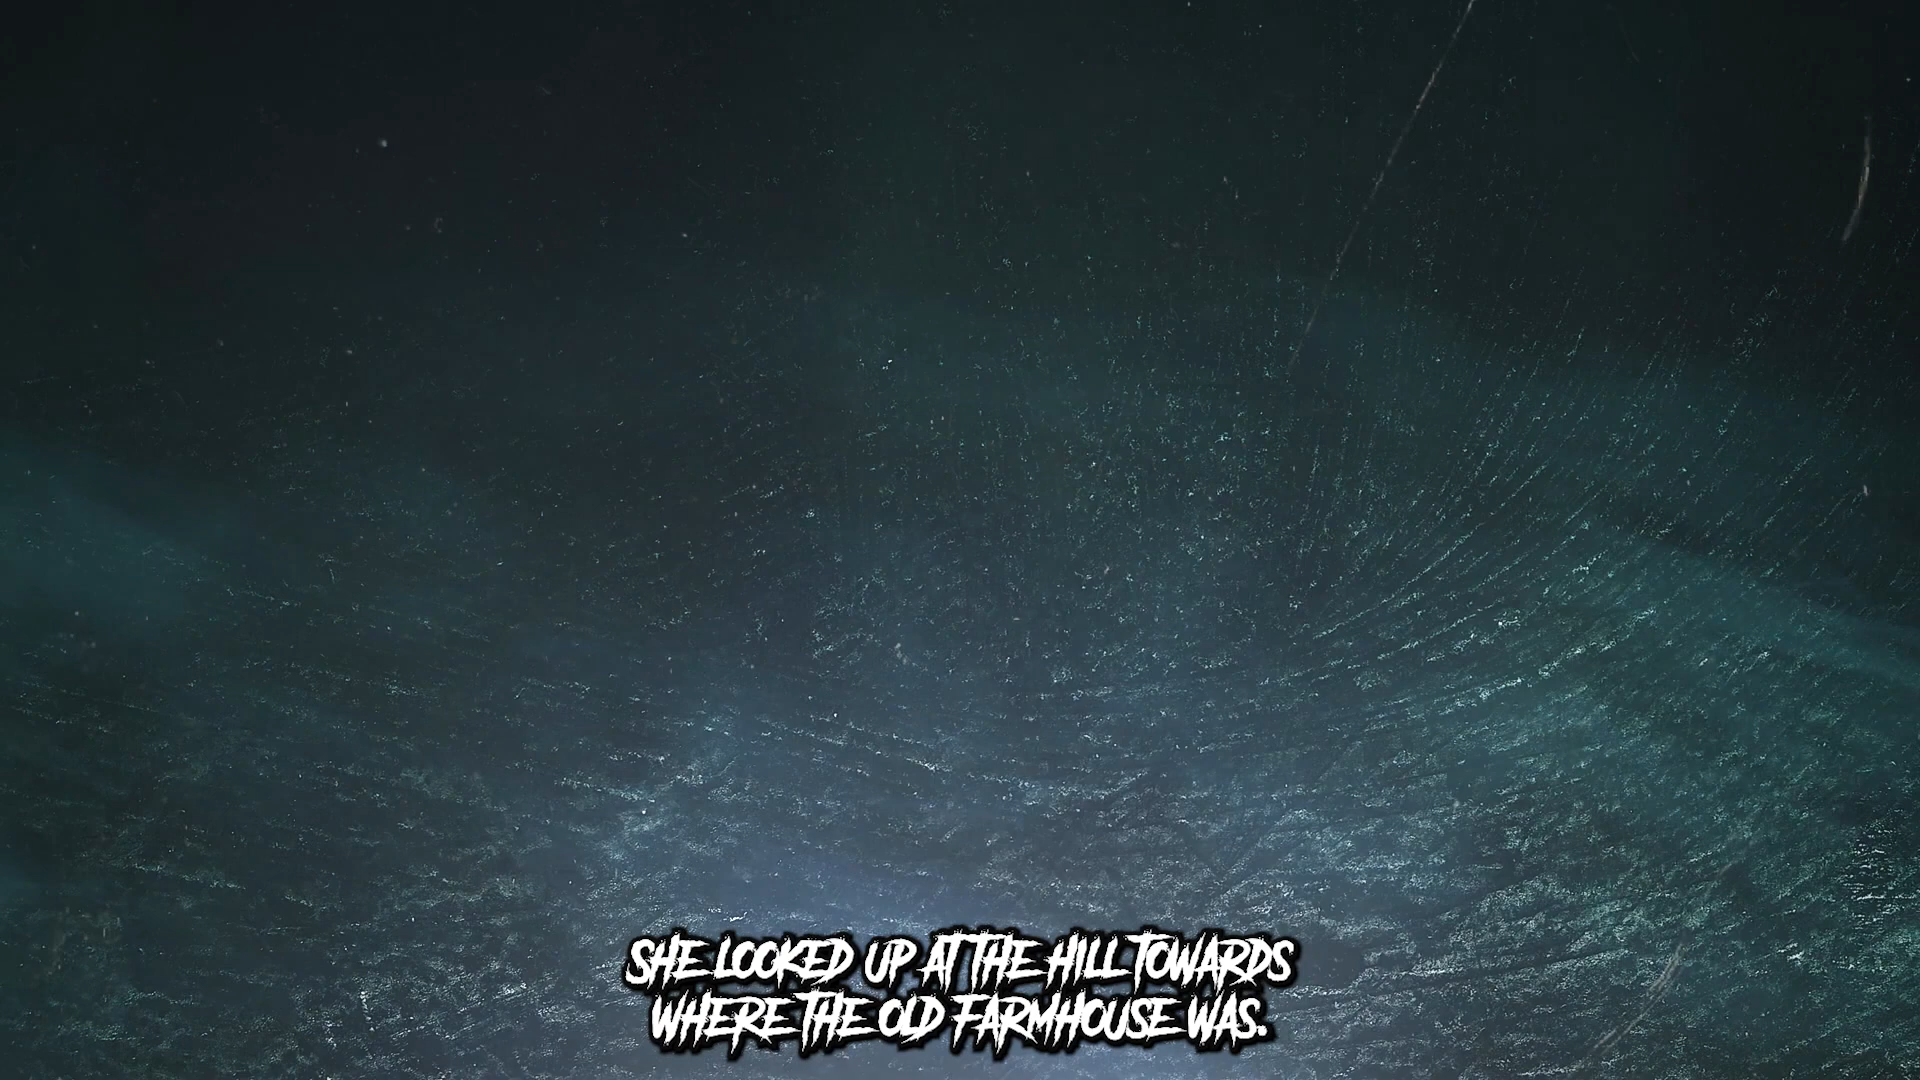 SHE LOOKED UP AT THE HILL TOWARDS
WHERE THE OLD FARMHOUSE WAS.